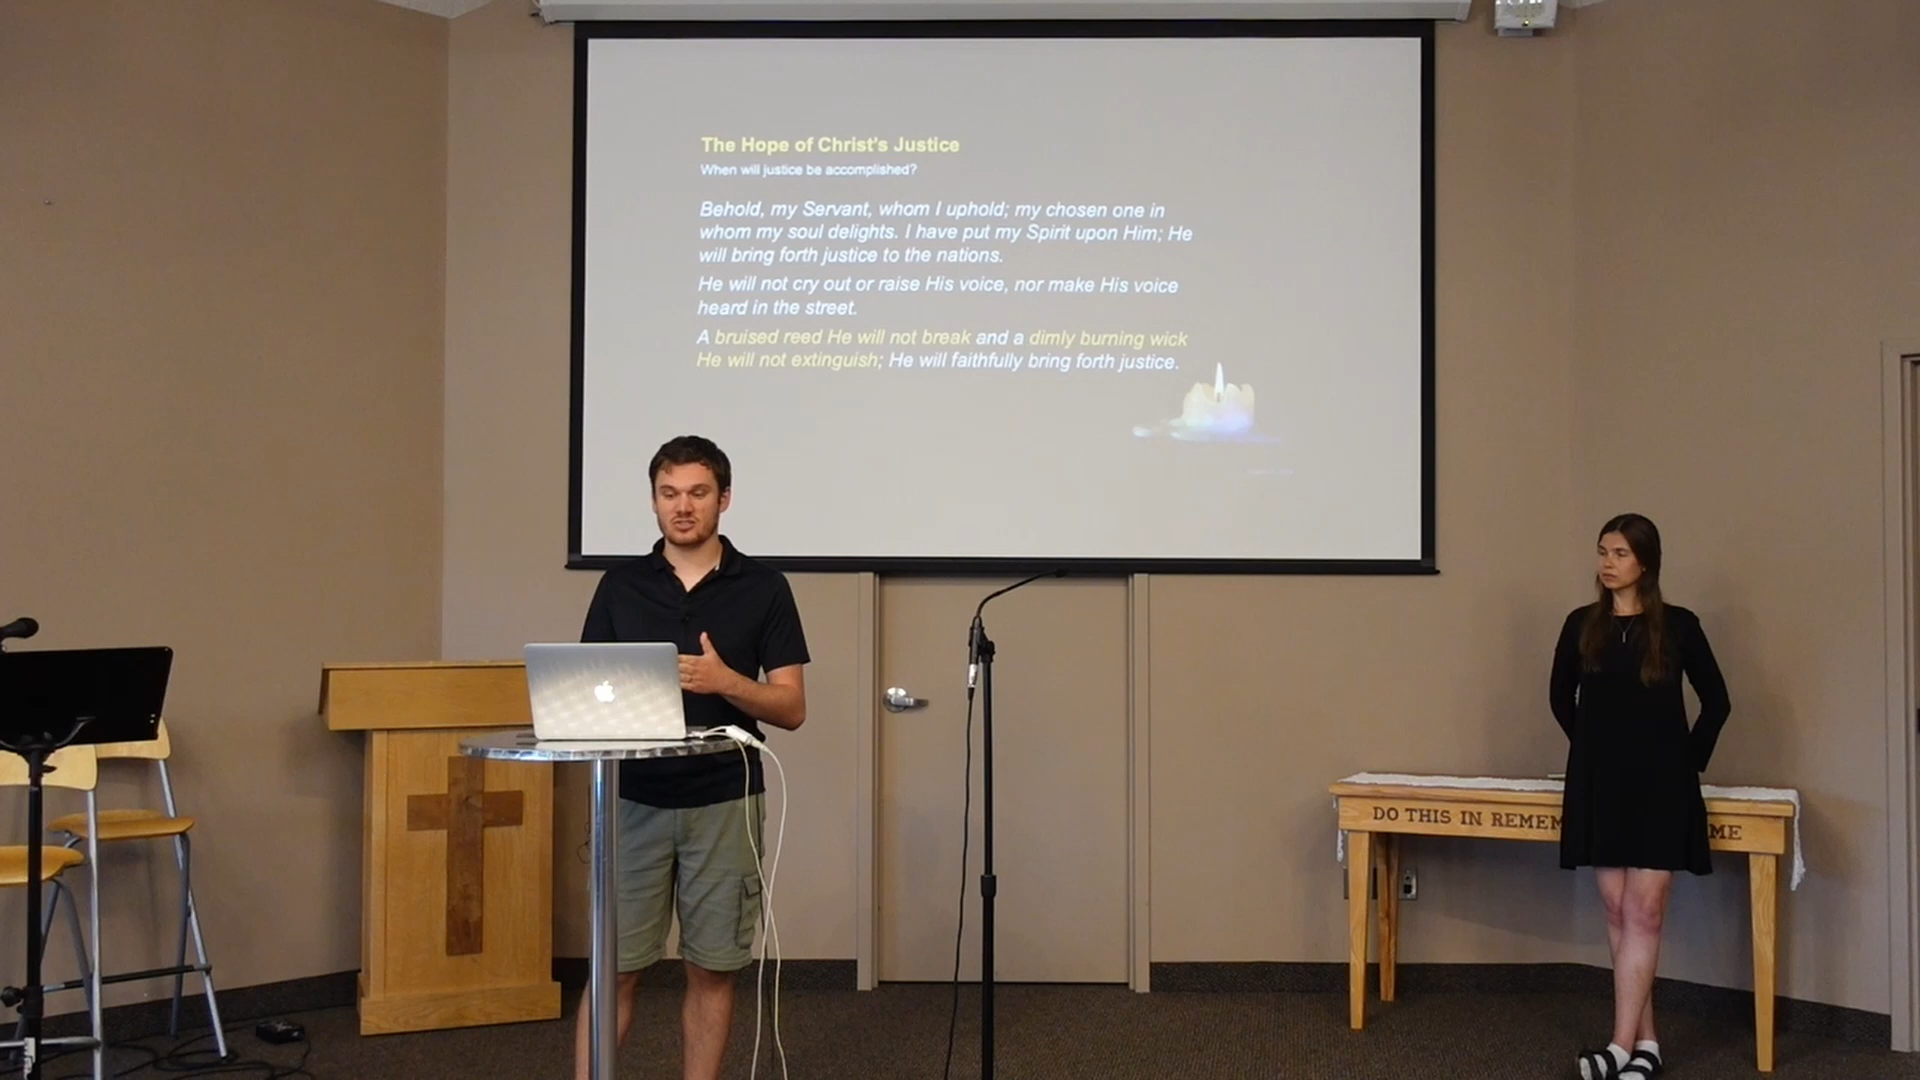 The Hope of Christ's Justice
When will justice be accomplished?
Behold, my Servant, whom I uphold; my chosen one in
whom my soul delights. I have put my Spirit upon Him; He
will bring forth justice to the nations.
He will not cry out or raise His voice, nor make His voice
heard in the street.
A bruised reed He will not break and a dimly burning wick
He will not extinguish; He will faithfully bring forth justice.
DO THIS IN REMEM
ME